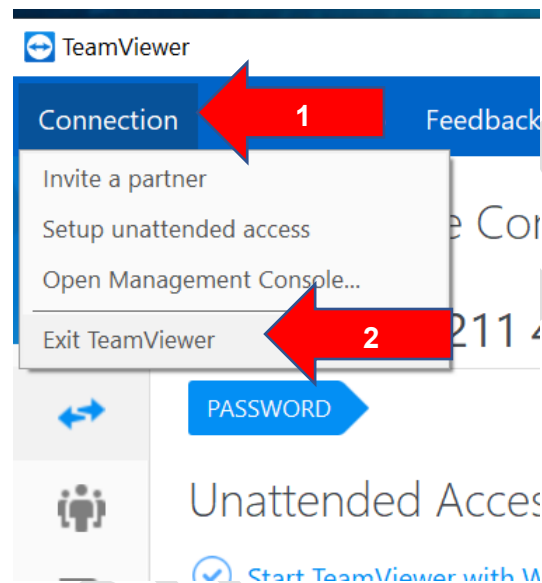 TeamViewer
Connection 1 Feedback
Invite a partner
Setup unattended access
Open Management Console...
Exit TeamViewer 2
211
PASSWORD
Unattended
Start TeamViewer with